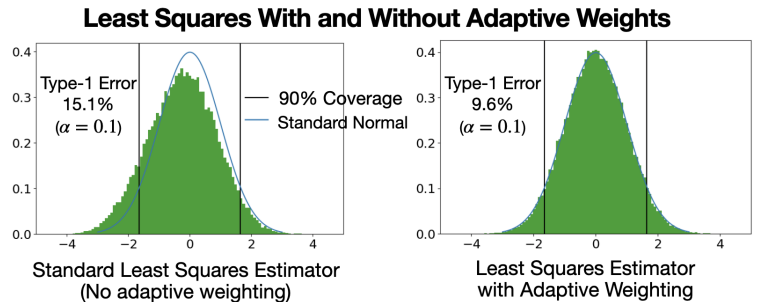 Least Squares With and Without Adaptive Weights
0.4
0.3
0.2
0.1
0.0
−4
−2
0
2
4
Type-1 Error
15.1%
(α = 0.1)
90% Coverage
Standard Normal
Standard Least Squares Estimator
(No adaptive weighting)
0.4
0.3
0.2
0.1
0.0
−4
−2
0
2
4
Type-1 Error
9.6%
(α = 0.1)
Least Squares Estimator
with Adaptive Weighting